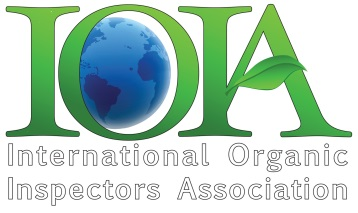 IOIA
International Organic
Inspectors Association